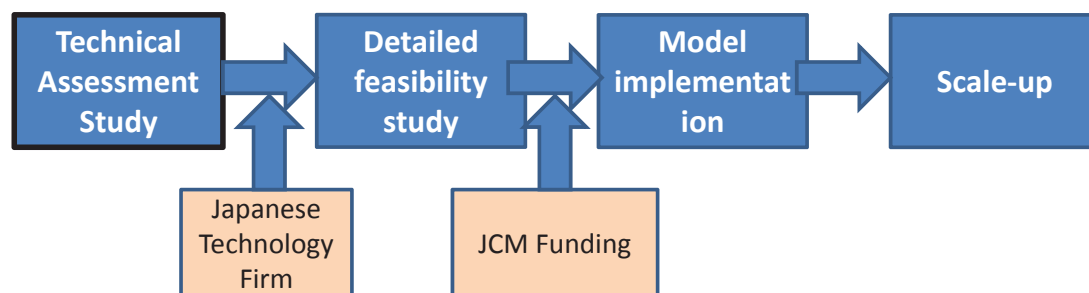 Technical
Assessment
Study
Detailed
feasibility
study
Model
implementat
ion
Scale-up
Japanese
Technology
Firm
JCM Funding